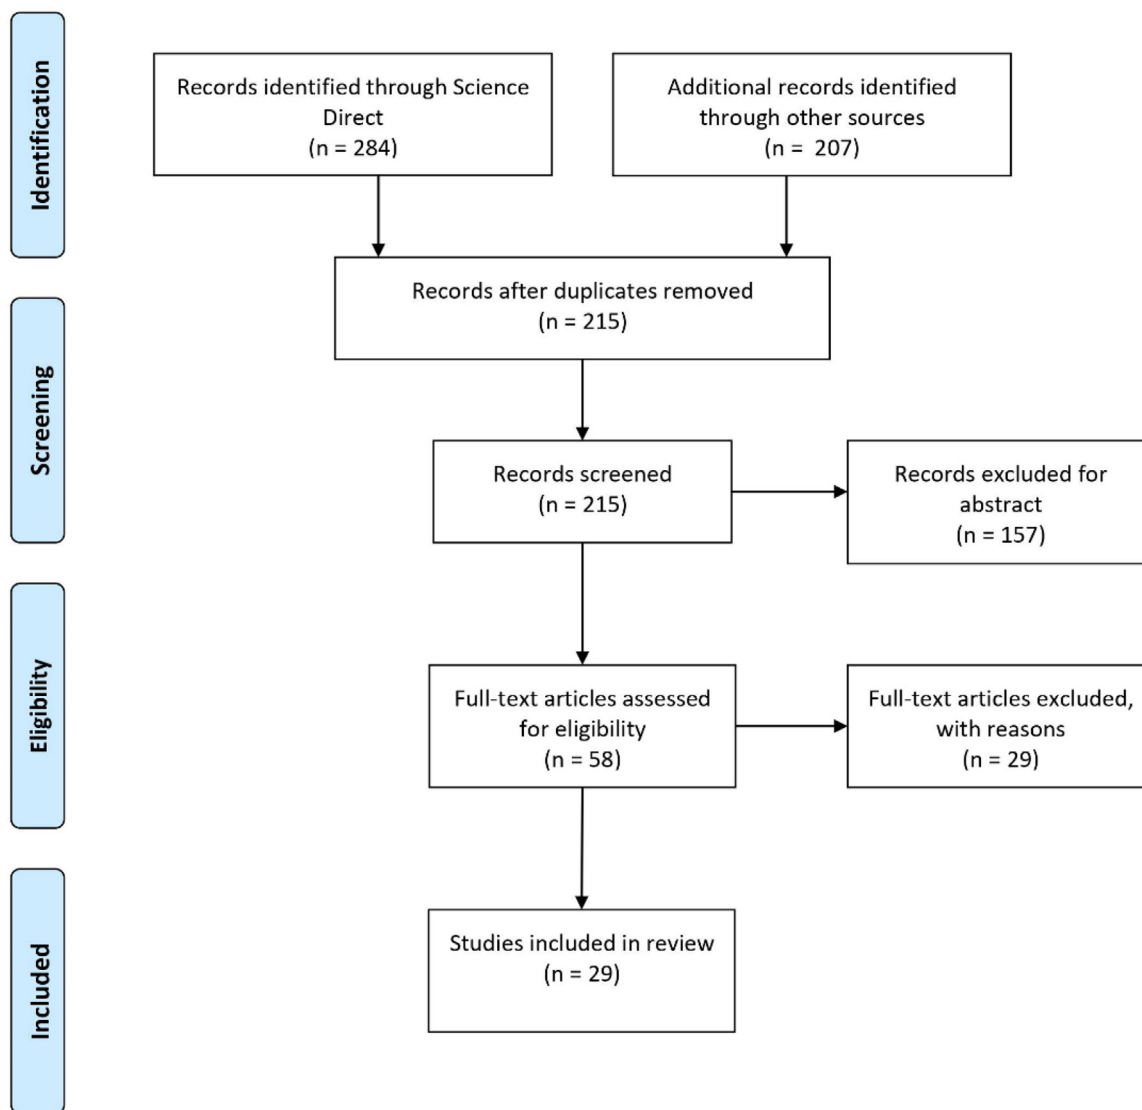 Identification
Records identified through Science
Direct
(n = 284)
Additional records identified
through other sources
(n = 207)
Records after duplicates removed
(n = 215)
Screening
Records screened
(n = 215)
Records excluded for
abstract
(n = 157)
Eligibility
Full-text articles assessed
for eligibility
(n = 58)
Full-text articles excluded,
with reasons
(n = 29)
Included
Studies included in review
(n = 29)